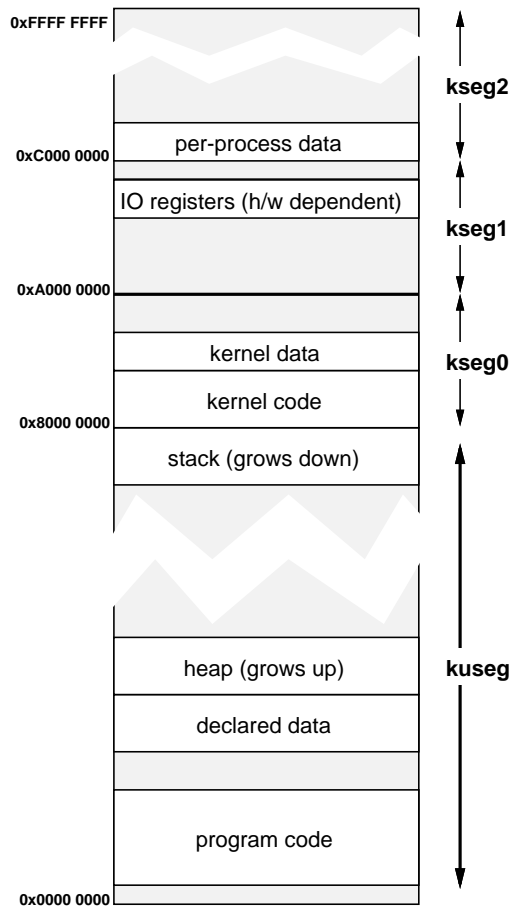 0xFFFF FFFF
kseg2
per-process data
0xC000 0000
IO registers (h/w dependent)
kseg1
0xA000 0000
kernel data
kseg0
kernel code
0x8000 0000
stack (grows down)
heap (grows up)
kuseg
declared data
program code
0x0000 0000